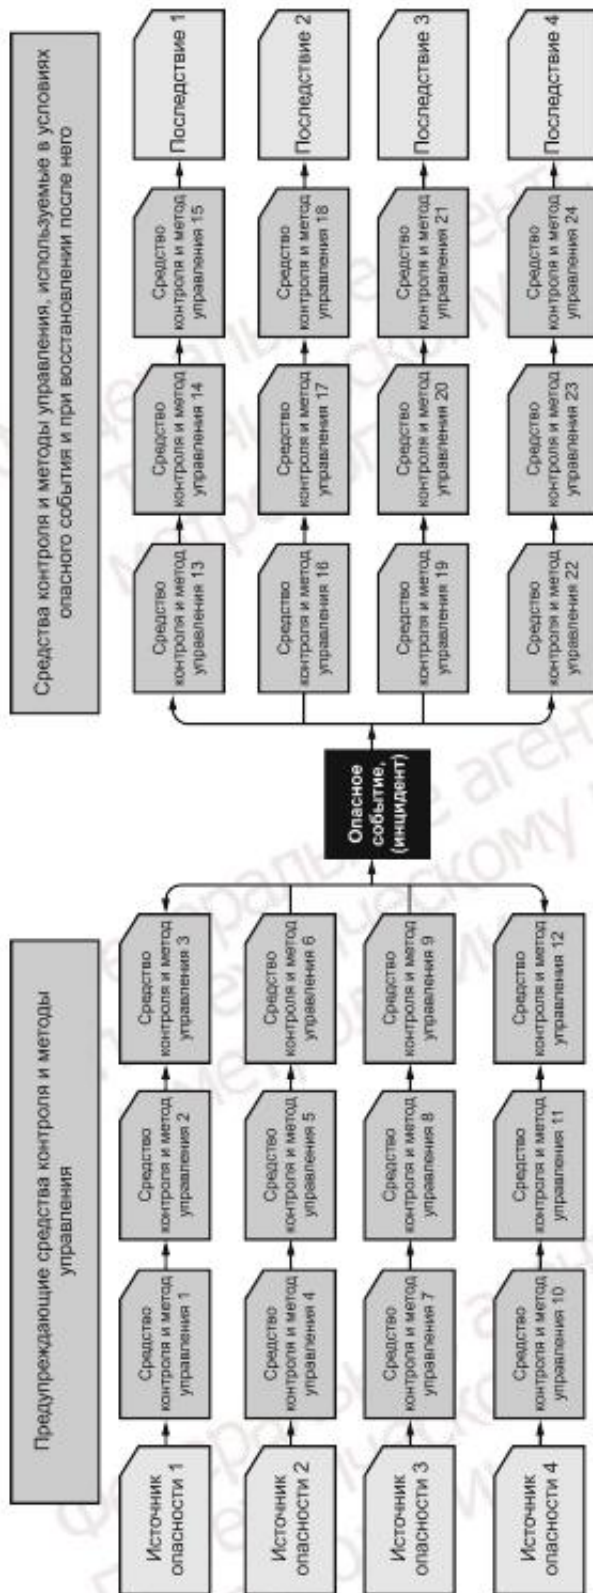 Предупреждающие средства контроля и методы
управления
Средства контроля и методы управления, используемые в условиях
опасного события и при восстановлении после него
Источник
опасности 1
Средство
контроля и метод
управления 1
Средство
контроля и метод
управления 2
Средство
контроля и метод
управления 3
Источник
опасности 2
Средство
контроля и метод
управления 4
Средство
контроля и метод
управления 5
Средство
контроля и метод
управления 6
Источник
опасности 3
Средство
контроля и метод
управления 7
Средство
контроля и метод
управления 8
Средство
контроля и метод
управления 9
Источник
опасности 4
Средство
контроля и метод
управления 10
Средство
контроля и метод
управления 11
Средство
контроля и метод
управления 12
Опасное
событие,
(инцидент)
Средство
контроля и метод
управления 13
Средство
контроля и метод
управления 14
Средство
контроля и метод
управления 15
Последствие 1
Средство
контроля и метод
управления 16
Средство
контроля и метод
управления 17
Средство
контроля и метод
управления 18
Последствие 2
Средство
контроля и метод
управления 19
Средство
контроля и метод
управления 20
Средство
контроля и метод
управления 21
Последствие 3
Средство
контроля и метод
управления 22
Средство
контроля и метод
управления 23
Средство
контроля и метод
управления 24
Последствие 4